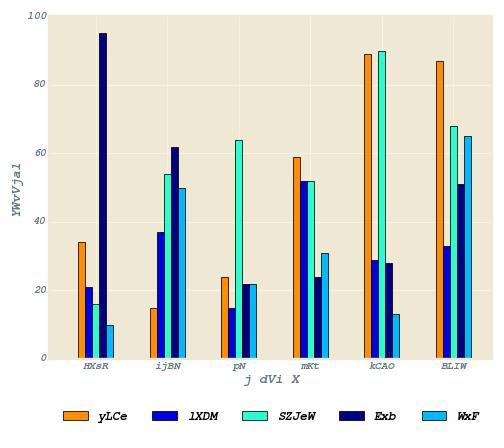 100
80
60
40
20
0
YWvVjal
HXsR ijBN pN mKt kCAO BLIW
j dVi X
yLCe lXDM SZJeW Exb WxF